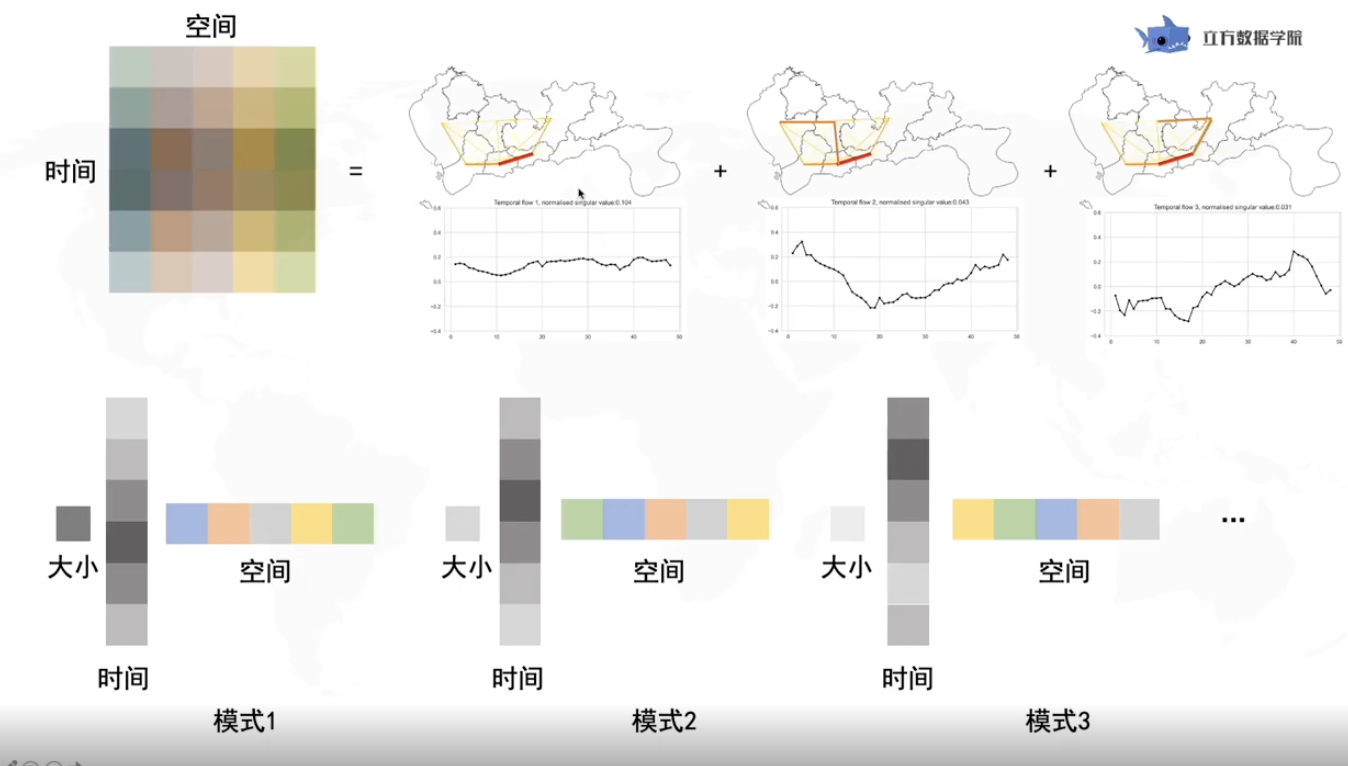 空间
立方数据学院
时间
=
+
+
Temporal flow 1, normalised singular value:0.104
0.6
0.4
0.2
0.0
−0.2
−0.4
0 10 20 30 40 50
Temporal flow 2, normalised singular value:0.043
0.6
0.4
0.2
0.0
−0.2
−0.4
0 10 20 30 40 50
Temporal flow 3, normalised singular value:0.031
0.6
0.4
0.2
0.0
−0.2
−0.4
0 10 20 30 40 50
大小
空间
时间
模式1
大小
空间
时间
模式2
大小
空间
时间
模式3
...